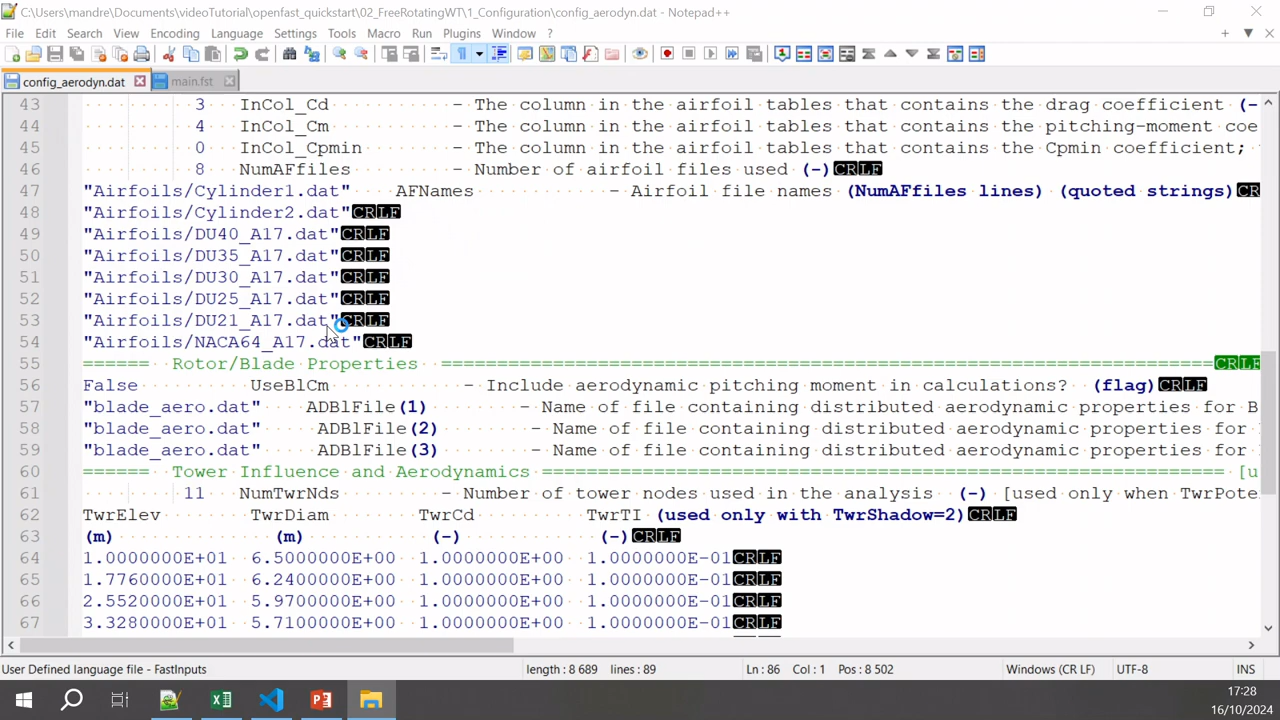 C:\Users\mandre\Documents\videoTutorial\openfast_quickstart\02_FreeRotatingWT\1_Configuration\config_aerodyn.dat - Notepad++
File Edit Search View Encoding Language Settings Tools Macro Run Plugins Window ?
config_aerodyn.dat main.fst
43 3 InCol_Cd - The column in the airfoil tables that contains the drag coefficient (-
44 4 InCol_Cm - The column in the airfoil tables that contains the pitching-moment coe
45 0 InCol_Cpmin - The column in the airfoil tables that contains the Cpmin coefficient;
46 8 NumAFfiles - Number of airfoil files used (-)CRLF
47 "Airfoils/Cylinder1.dat" AFNames - Airfoil file names (NumAFfiles lines) (quoted strings)CR
48 "Airfoils/Cylinder2.dat"CRLF
49 "Airfoils/DU40_A17.dat"CRLF
50 "Airfoils/DU35_A17.dat"CRLF
51 "Airfoils/DU30_A17.dat"CRLF
52 "Airfoils/DU25_A17.dat"CRLF
53 "Airfoils/DU21_A17.dat"CRLF
54 "Airfoils/NACA64_A17.dat"CRLF
55 ====== Rotor/Blade Properties =====================================================================CRLF
56 False UseBlCm - Include aerodynamic pitching moment in calculations? (flag)CRLF
57 "blade_aero.dat" ADBlFile(1) - Name of file containing distributed aerodynamic properties for B
58 "blade_aero.dat" ADBlFile(2) - Name of file containing distributed aerodynamic properties for
59 "blade_aero.dat" ADBlFile(3) - Name of file containing distributed aerodynamic properties for
60 ====== Tower Influence and Aerodynamics ============================================================= [u
61 11 NumTwrNds - Number of tower nodes used in the analysis (-) [used only when TwrPote
62 TwrElev TwrDiam TwrCd TwrTI (used only with TwrShadow=2)CRLF
63 (m) (m) (-) (-)CRLF
64 1.0000000E+01 6.5000000E+00 1.0000000E+00 1.0000000E-01CRLF
65 1.7760000E+01 6.2400000E+00 1.0000000E+00 1.0000000E-01CRLF
66 2.5520000E+01 5.9700000E+00 1.0000000E+00 1.0000000E-01CRLF
67 3.3280000E+01 5.7100000E+00 1.0000000E+00 1.0000000E-01
User Defined language file - FastInputs length : 8 689 lines : 89 Ln : 86 Col : 1 Pos : 8 502 Windows (CR LF) UTF-8 INS
17:28
16/10/2024